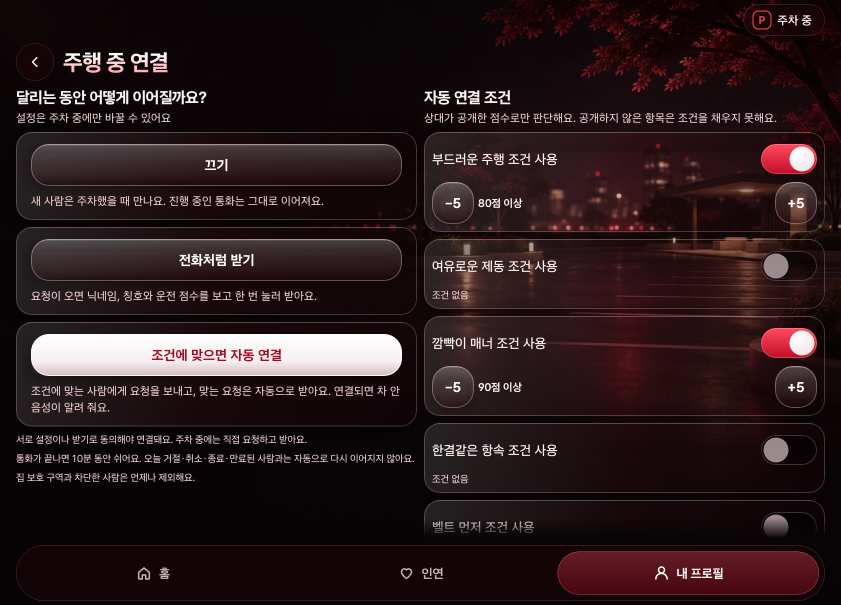 P 주차 중
주행 중 연결
달리는 동안 어떻게 이어질까요?
설정은 주차 중에만 바꿀 수 있어요
끄기
새 사람은 주차했을 때 만나요. 진행 중인 통화는 그대로 이어져요.
전화처럼 받기
요청이 오면 닉네임, 칭호와 운전 점수를 보고 한 번 눌러 받아요.
조건에 맞으면 자동 연결
조건에 맞는 사람에게 요청을 보내고, 맞는 요청은 자동으로 받아요. 연결되면 차 안
음성이 알려 줘요.
서로 설정이나 받기로 동의해야 연결돼요. 주차 중에는 직접 요청하고 받아요.
통화가 끝나면 10분 동안 쉬어요. 오늘 거절·취소·종료·만료된 사람과는 자동으로 다시 이어지지 않아요.
집 보호 구역과 차단한 사람은 언제나 제외해요.
자동 연결 조건
상대가 공개한 점수로만 판단해요. 공개하지 않은 항목은 조건을 채우지 못해요.
부드러운 주행 조건 사용
−5 80점 이상 +5
여유로운 제동 조건 사용
조건 없음
깜빡이 매너 조건 사용
−5 90점 이상 +5
한결같은 항속 조건 사용
조건 없음
벨트 먼저 조건 사용
홈 인연 내 프로필